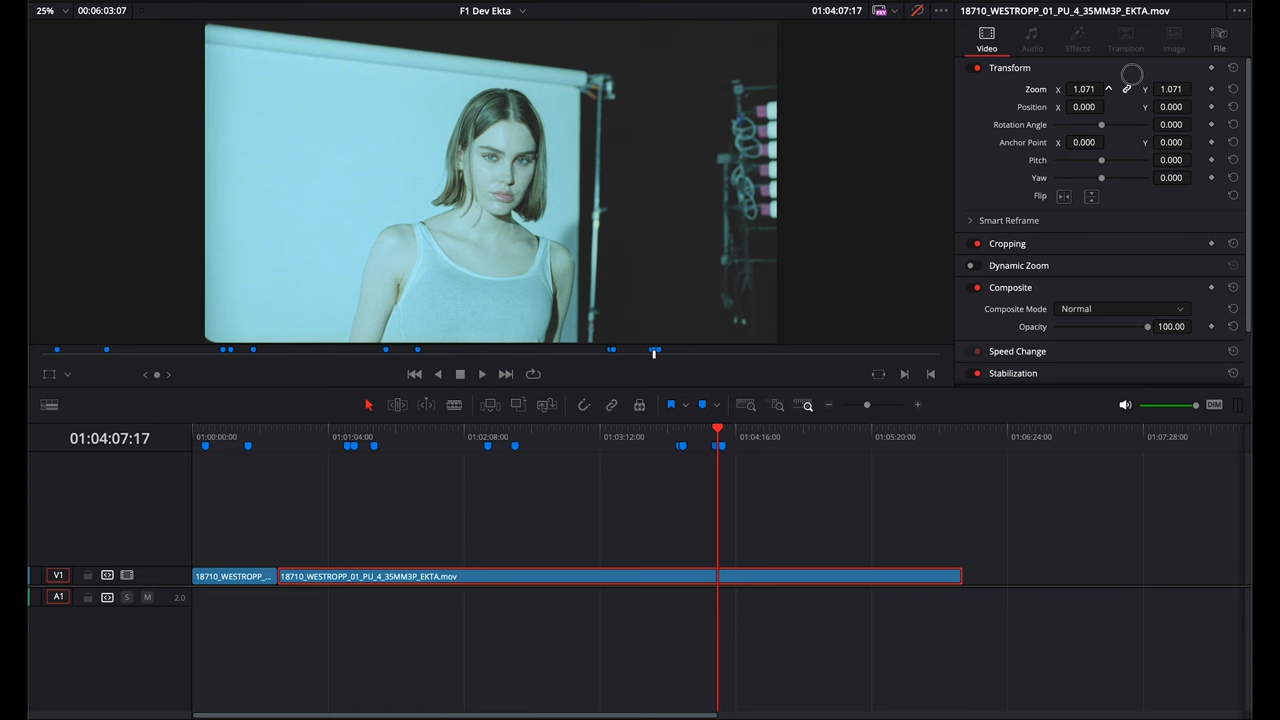 25% 00:06:03:07 F1 Dev Ekta 01:04:07:17 18710_WESTROPP_01_PU_4_35MM3P_EKTA.mov
Video Audio Effects Transition Image File
Transform
Zoom X 1.071 Y 1.071
Position X 0.000 Y 0.000
Rotation Angle 0.000
Anchor Point X 0.000 Y 0.000
Pitch 0.000
Yaw 0.000
Flip
Smart Reframe
Cropping
Dynamic Zoom
Composite
Composite Mode Normal
Opacity 100.00
Speed Change
Stabilization
DIM
01:04:07:17 01:00:00:00 01:01:04:00 01:02:08:00 01:03:12:00 01:04:16:00 01:05:20:00 01:06:24:00 01:07:28:00
V1 18710_WESTROPP_... 18710_WESTROPP_01_PU_4_35MM3P_EKTA.mov
A1 S M 2.0